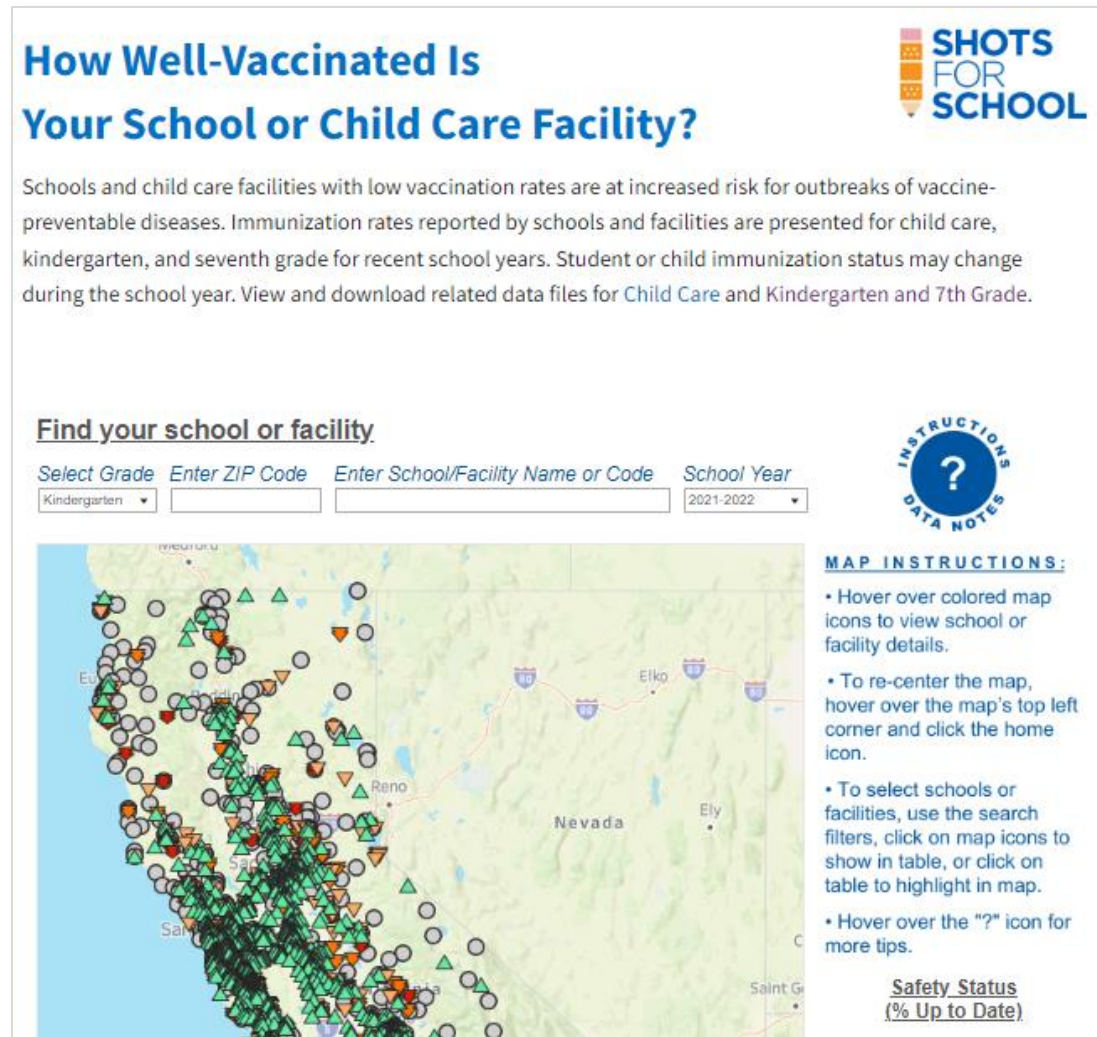 How Well-Vaccinated Is
Your School or Child Care Facility?
SHOTS
FOR
SCHOOL
Schools and child care facilities with low vaccination rates are at increased risk for outbreaks of vaccine-
preventable diseases. Immunization rates reported by schools and facilities are presented for child care,
kindergarten, and seventh grade for recent school years. Student or child immunization status may change
during the school year. View and download related data files for Child Care and Kindergarten and 7th Grade.
Find your school or facility
Select Grade Enter ZIP Code Enter School/Facility Name or Code School Year
Kindergarten 2021-2022
INSTRUCTIONS
?
DATA NOTES
Medford
Elko
80
80
80
80
Reno
Nevada
Ely
MAP INSTRUCTIONS:
• Hover over colored map
icons to view school or
facility details.
• To re-center the map,
hover over the map's top left
corner and click the home
icon.
• To select schools or
facilities, use the search
filters, click on map icons to
show in table, or click on
table to highlight in map.
• Hover over the "?" icon for
more tips.
Safety Status
(% Up to Date)